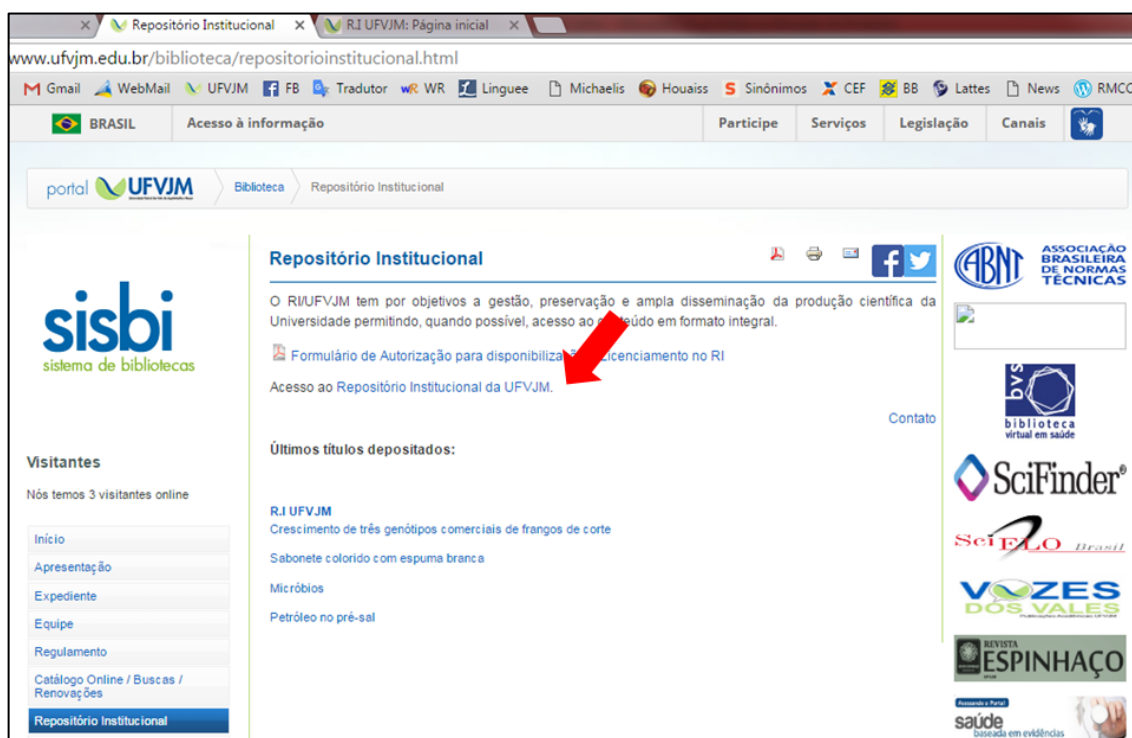 Repositório Institucional
R.I UFVJM: Página inicial
www.ufvjm.edu.br/biblioteca/repositorioinstitucional.html
Gmail WebMail UFVJM FB Tradutor WR Linguee Michaelis Houaiss Sinônimos CEF BB Lattes News RMCC
BRASIL Acesso à informação Participe Serviços Legislação Canais
portal UFVJM Biblioteca Repositório Institucional
sisbi
sistema de bibliotecas
Visitantes
Nós temos 3 visitantes online
Início
Apresentação
Expediente
Equipe
Regulamento
Catálogo Online / Buscas /
Renovações
Repositório Institucional
Repositório Institucional
O RI/UFVJM tem por objetivos a gestão, preservação e ampla disseminação da produção científica da
Universidade permitindo, quando possível, acesso ao conteúdo em formato integral.
Formulário de Autorização para disponibilização Licenciamento no RI
Acesso ao Repositório Institucional da UFVJM.
Contato
Últimos títulos depositados:
R.I UFVJM
Crescimento de três genótipos comerciais de frangos de corte
Sabonete colorido com espuma branca
Micróbios
Petróleo no pré-sal
ABNT
ASSOCIAÇÃO
BRASILEIRA
DE NORMAS
TÉCNICAS
bvs
biblioteca
virtual em saúde
SciFinder®
SciELO Brasil
VOZES
DOS VALES
REVISTA
ESPINHAÇO
Acessando o Portal
saúde
baseada em evidências